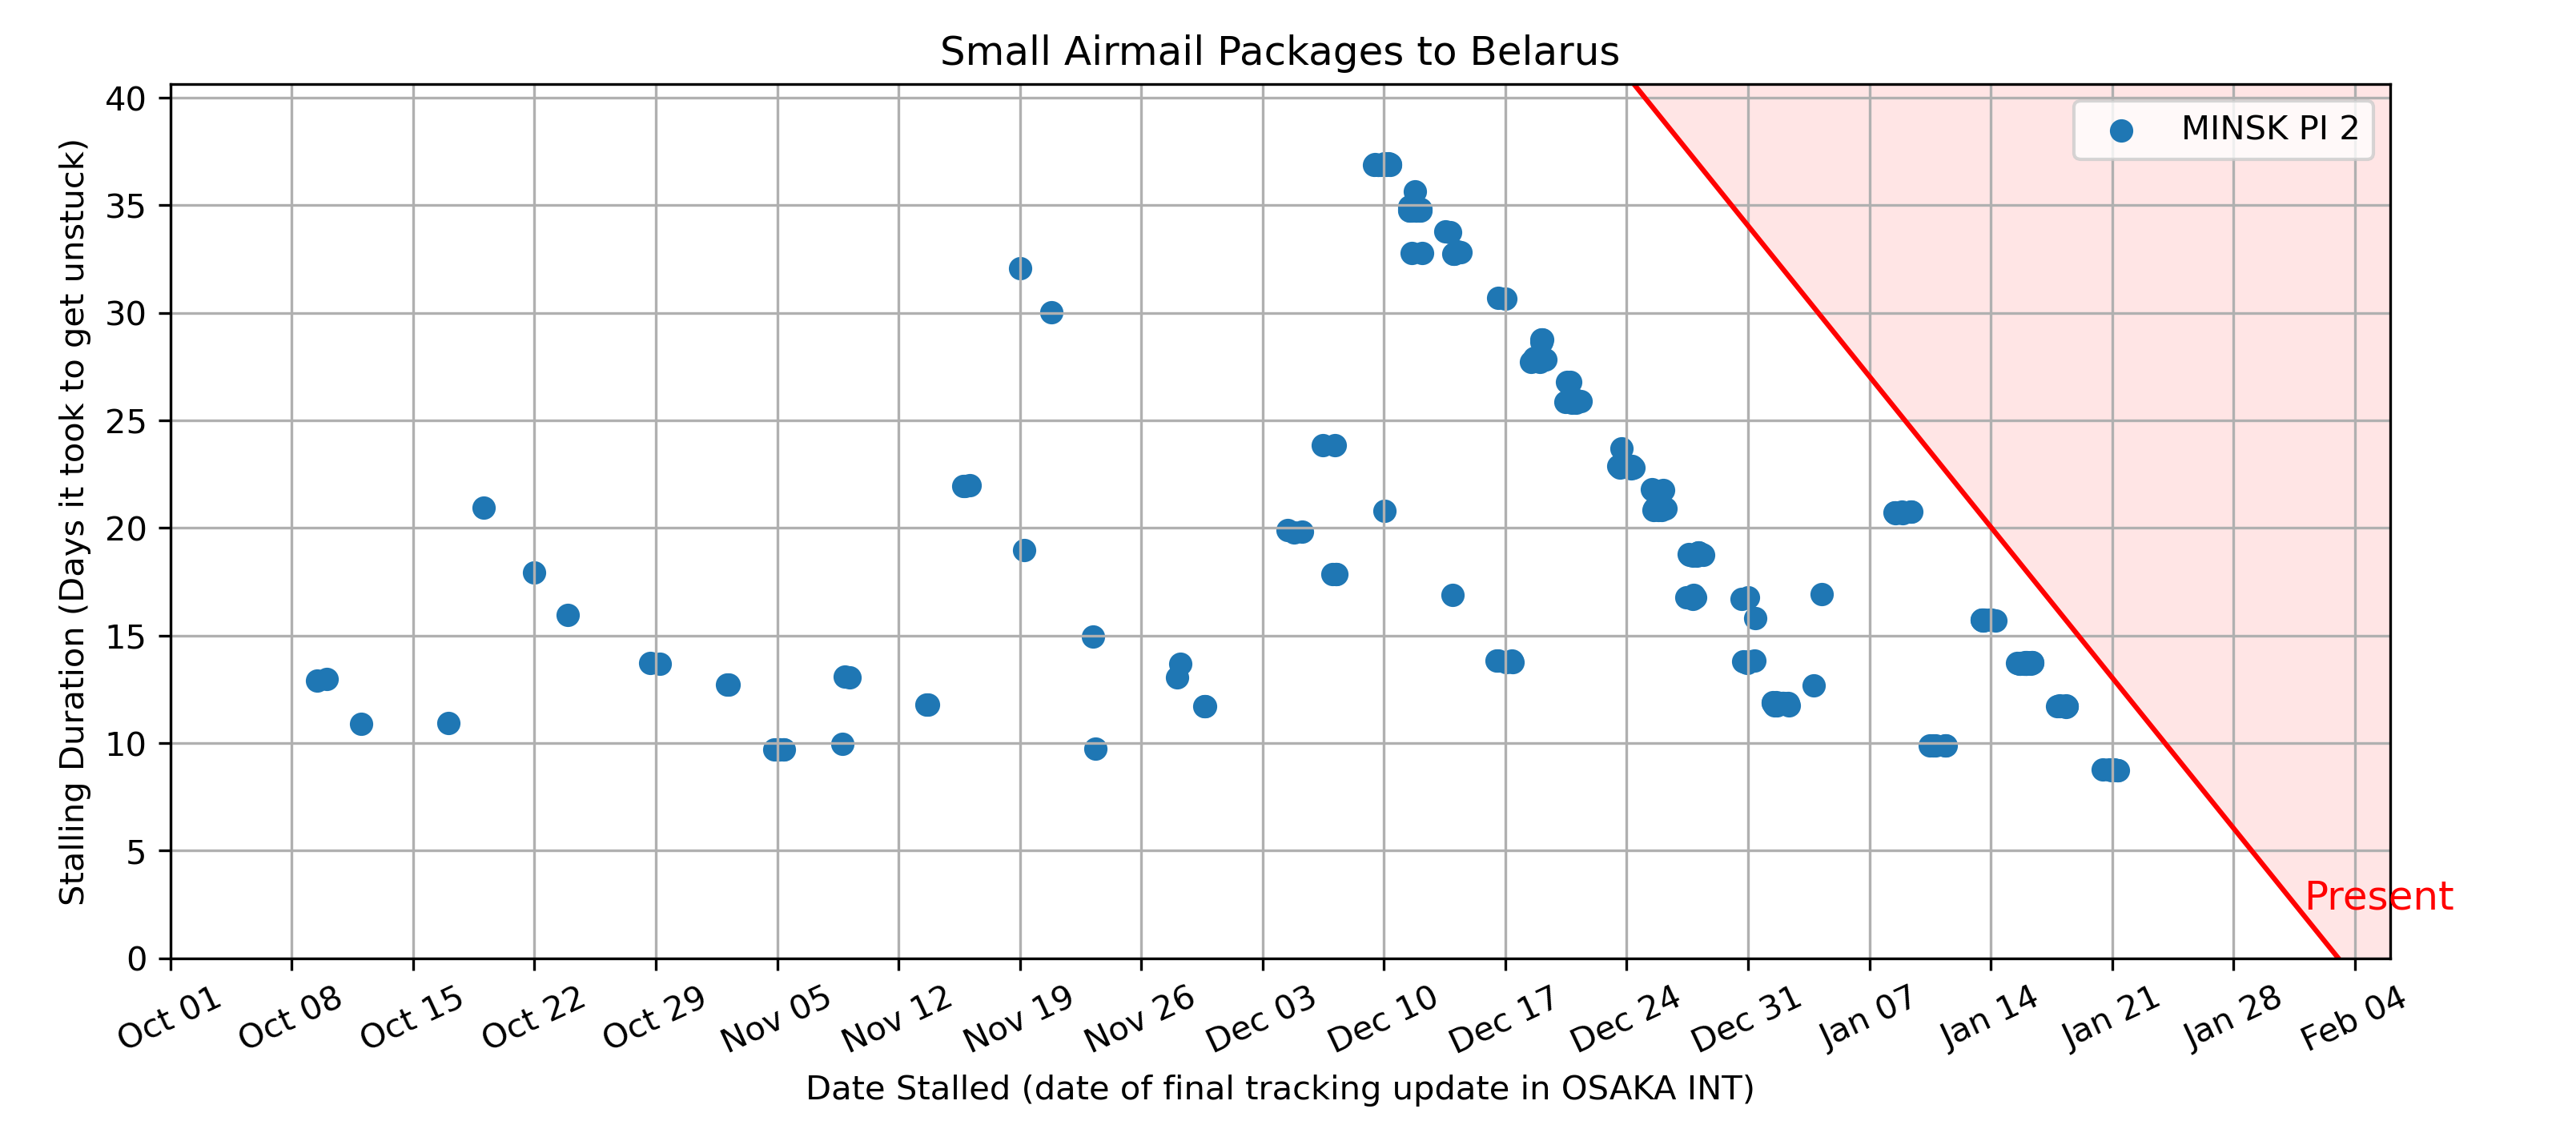 Small Airmail Packages to Belarus
MINSK PI 2
Stalling Duration (Days it took to get unstuck)
40
35
30
25
20
15
10
5
0
Present
Oct 01
Oct 08
Oct 15
Oct 22
Oct 29
Nov 05
Nov 12
Nov 19
Nov 26
Dec 03
Dec 10
Dec 17
Dec 24
Dec 31
Jan 07
Jan 14
Jan 21
Jan 28
Feb 04
Date Stalled (date of final tracking update in OSAKA INT)